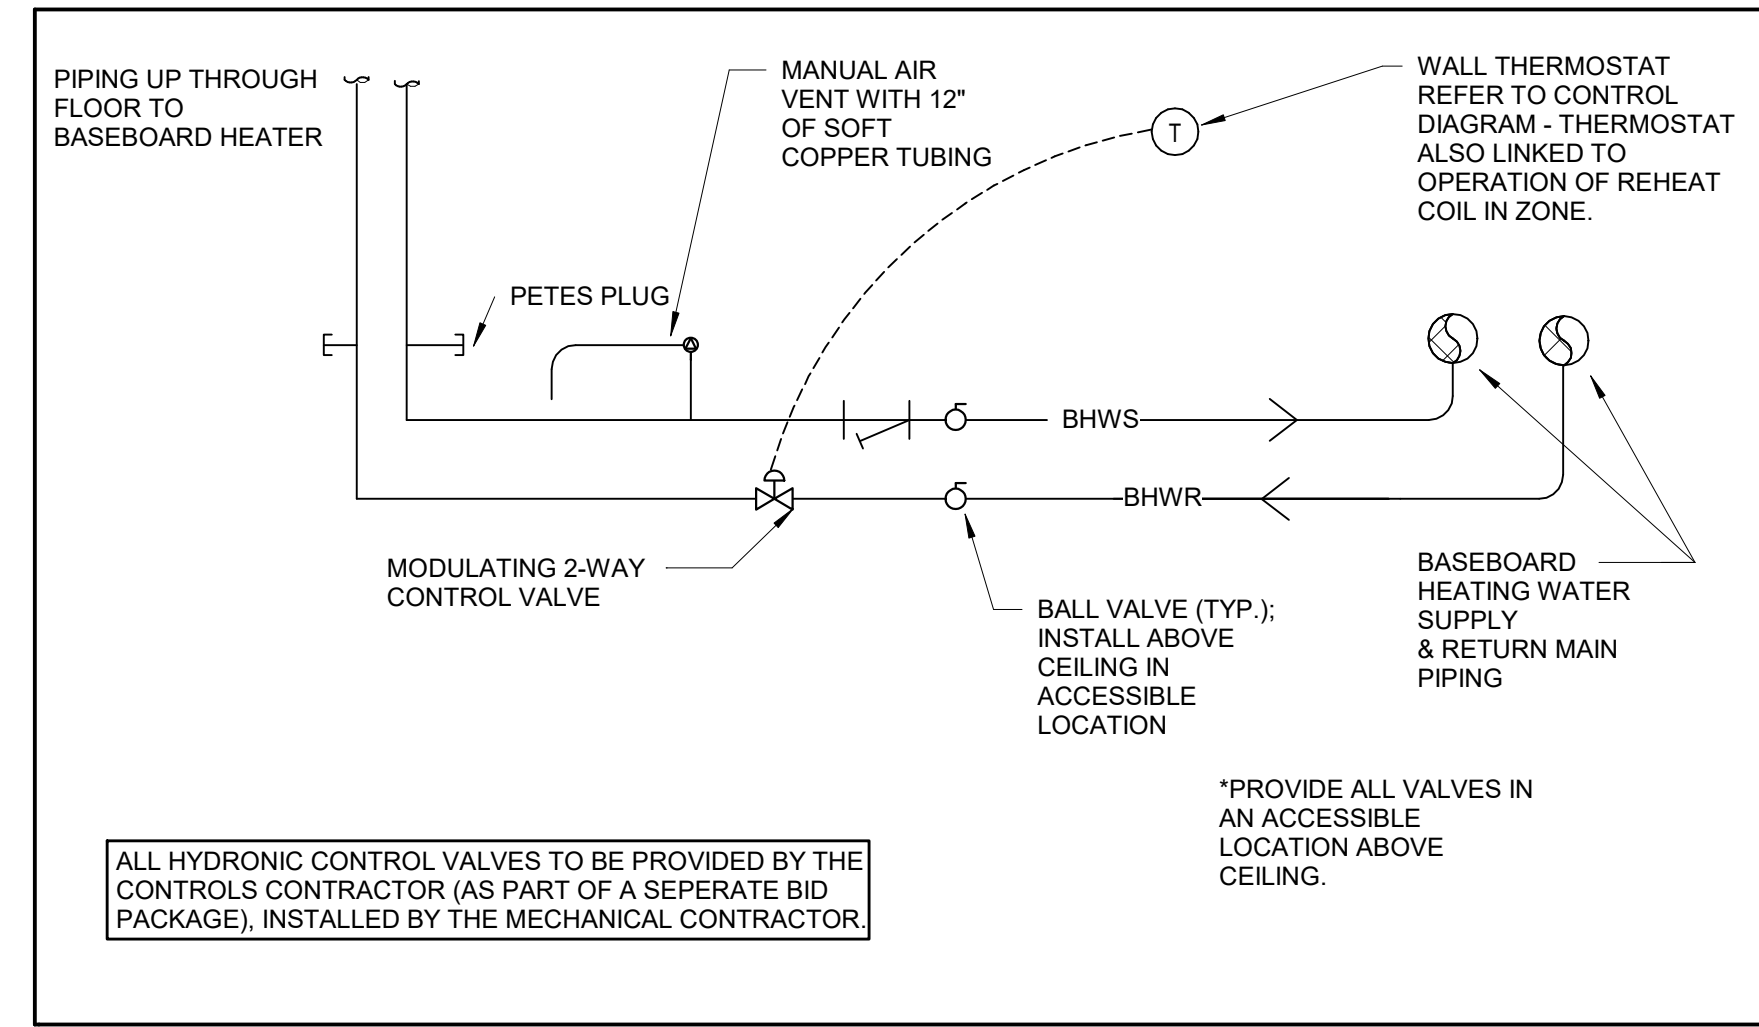 PIPING UP THROUGH
FLOOR TO
BASEBOARD HEATER
MANUAL AIR
VENT WITH 12"
OF SOFT
COPPER TUBING
WALL THERMOSTAT
REFER TO CONTROL
DIAGRAM - THERMOSTAT
ALSO LINKED TO
OPERATION OF REHEAT
COIL IN ZONE.
T
PETES PLUG
BHWS
BHWR
MODULATING 2-WAY
CONTROL VALVE
BALL VALVE (TYP.);
INSTALL ABOVE
CEILING IN
ACCESSIBLE
LOCATION
BASEBOARD
HEATING WATER
SUPPLY
& RETURN MAIN
PIPING
*PROVIDE ALL VALVES IN
AN ACCESSIBLE
LOCATION ABOVE
CEILING.
ALL HYDRONIC CONTROL VALVES TO BE PROVIDED BY THE
CONTROLS CONTRACTOR (AS PART OF A SEPERATE BID
PACKAGE), INSTALLED BY THE MECHANICAL CONTRACTOR.